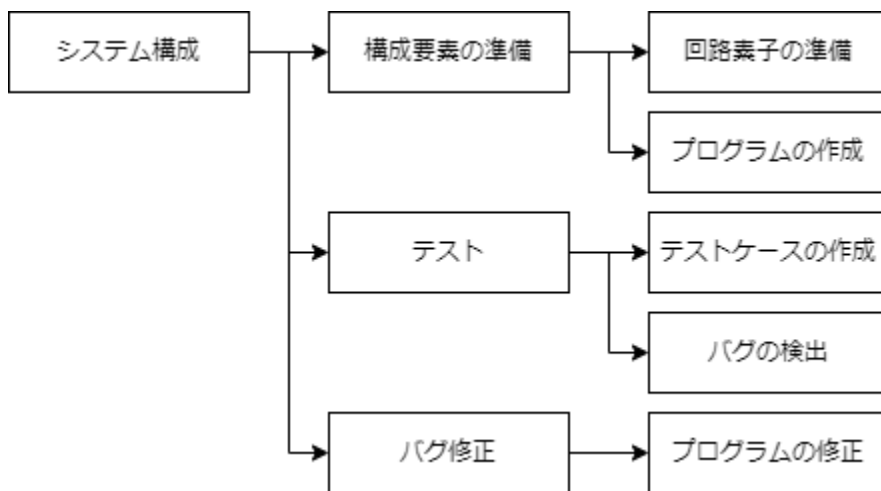 システム構成
構成要素の準備
回路素子の準備
プログラムの作成
テスト
テストケースの作成
バグの検出
バグ修正
プログラムの修正